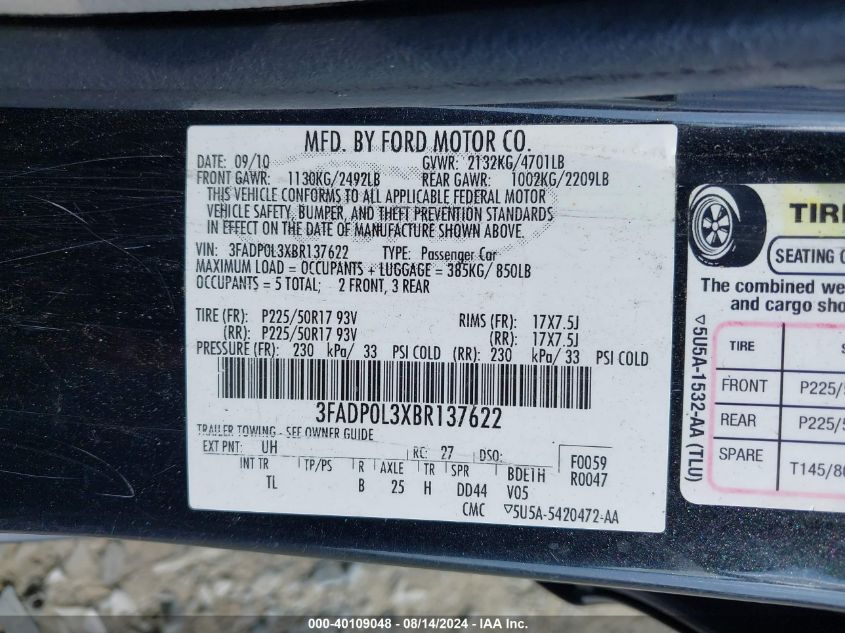 MFD. BY FORD MOTOR CO.
DATE: 09/10 GVWR: 2132KG/4701LB
FRONT GAWR: 1130KG/2492LB REAR GAWR: 1002KG/2209LB
THIS VEHICLE CONFORMS TO ALL APPLICABLE FEDERAL MOTOR
VEHICLE SAFETY, BUMPER, AND THEFT PREVENTION STANDARDS
IN EFFECT ON THE DATE OF MANUFACTURE SHOWN ABOVE.
VIN: 3FADP0L3XBR137622 TYPE: Passenger Car
MAXIMUM LOAD = OCCUPANTS + LUGGAGE = 385KG/ 850LB
OCCUPANTS = 5 TOTAL; 2 FRONT, 3 REAR
TIRE (FR): P225/50R17 93V RIMS (FR): 17X7.5J
(RR): P225/50R17 93V (RR): 17X7.5J
PRESSURE (FR): 230 kPa/ 33 PSI COLD (RR): 230 kPa/ 33 PSI COLD
3FADP0L3XBR137622
TRAILER TOWING - SEE OWNER GUIDE
EXT PNT: UH RC: 27 DSO: F0059
INT TR TP/PS R AXLE TR SPR BDE1H R0047
TL B 25 H DD44 V05
CMC ▽5U5A-5420472-AA
TIRE
SEATING
The combined we
and cargo sho
▽5U5A-1532-AA (TLU)
TIRE S
FRONT P225/5
REAR P225/5
SPARE T145/80
000-40109048 - 08/14/2024 - IAA Inc.